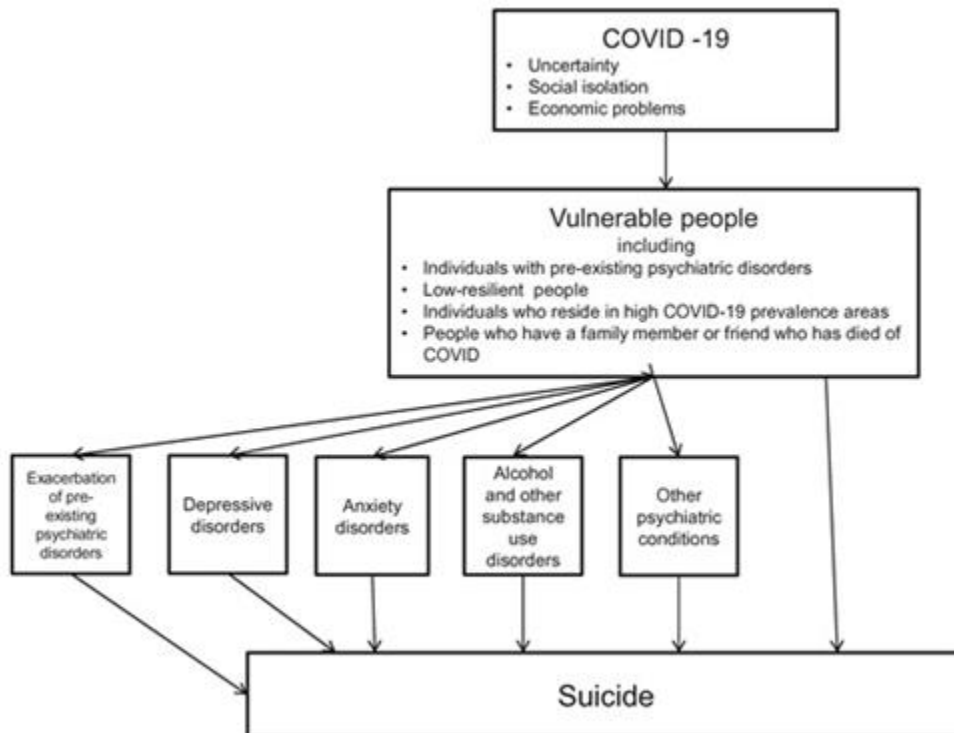 COVID -19
• Uncertainty
• Social isolation
• Economic problems
Vulnerable people
including
• Individuals with pre-existing psychiatric disorders
• Low-resilient people
• Individuals who reside in high COVID-19 prevalence areas
• People who have a family member or friend who has died of
COVID
Exacerbation
of pre-
existing
psychiatric
disorders
Depressive
disorders
Anxiety
disorders
Alcohol
and other
substance
use
disorders
Other
psychiatric
conditions
Suicide